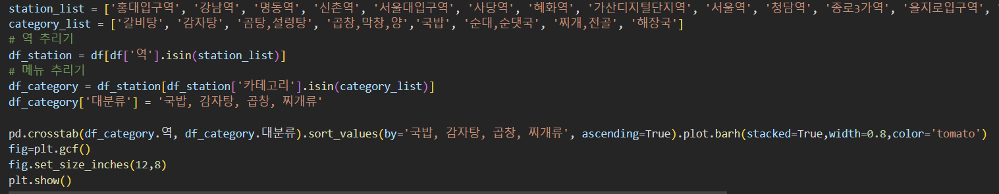 station_list = ['홍대입구역', '강남역', '명동역', '신촌역', '서울대입구역', '사당역', '혜화역', '가산디지털단지역', '서울역', '청담역', '종로3가역', '을지로입구역', '
category_list = ['갈비탕', '감자탕', '곰탕,설렁탕', '곱창,막창,양','국밥', '순대,순댓국', '찌개,전골', '해장국']
# 역 추리기
df_station = df[df['역'].isin(station_list)]
# 메뉴 추리기
df_category = df_station[df_station['카테고리'].isin(category_list)]
df_category['대분류'] = '국밥, 감자탕, 곱창, 찌개류'
pd.crosstab(df_category.역, df_category.대분류).sort_values(by='국밥, 감자탕, 곱창, 찌개류', ascending=True).plot.barh(stacked=True,width=0.8,color='tomato')
fig=plt.gcf()
fig.set_size_inches(12,8)
plt.show()